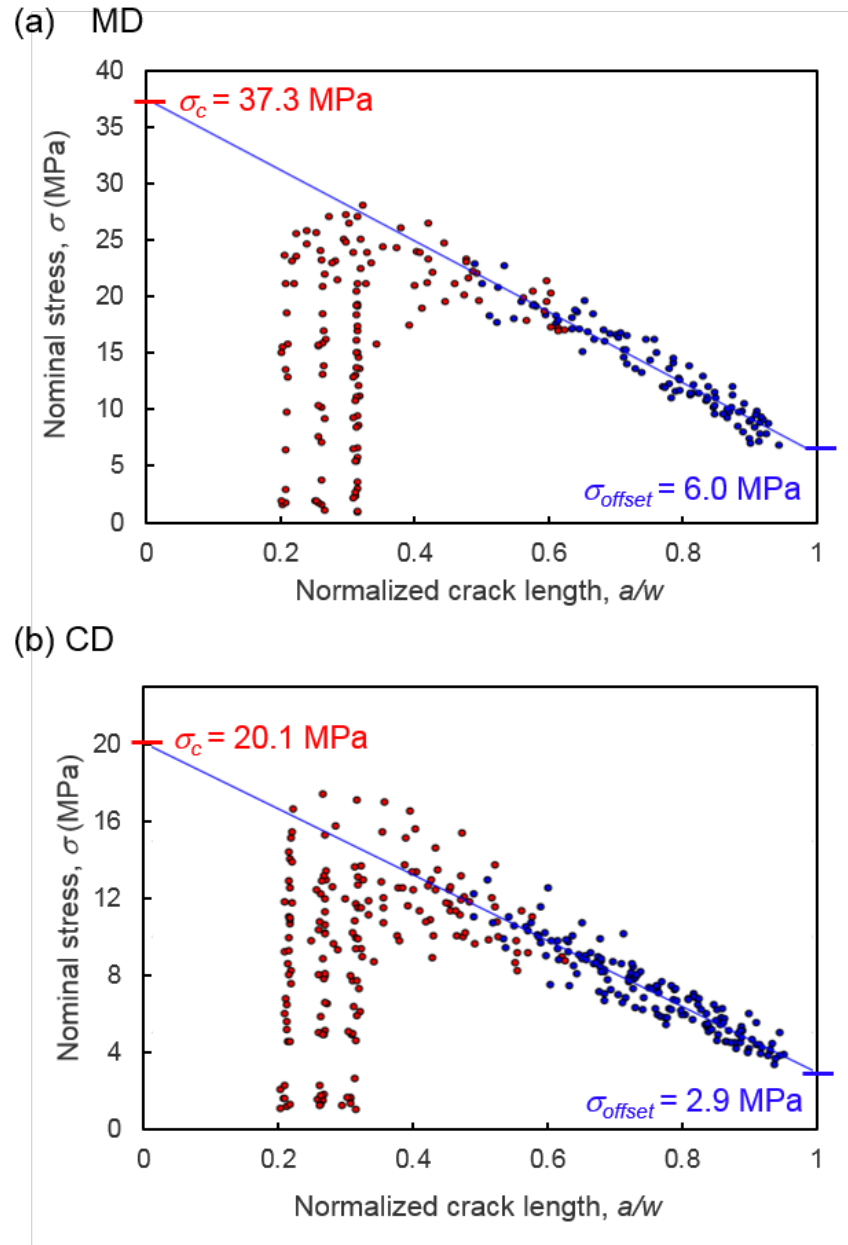 (a) MD
40
35
30
25
20
15
10
5
0
Nominal stress, σ (MPa)
σc = 37.3 MPa
σoffset = 6.0 MPa
0 0.2 0.4 0.6 0.8 1
Normalized crack length, a/w
(b) CD
20
16
12
8
4
0
Nominal stress, σ (MPa)
σc = 20.1 MPa
σoffset = 2.9 MPa
0 0.2 0.4 0.6 0.8 1
Normalized crack length, a/w